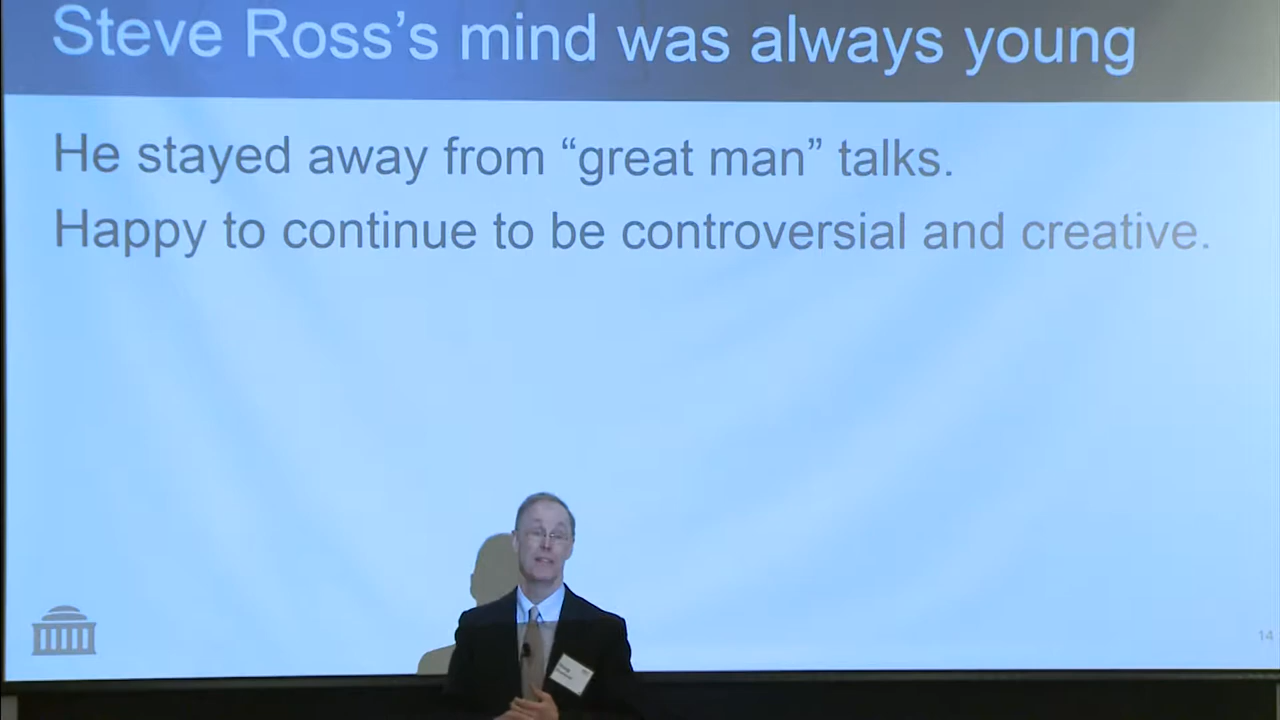 Steve Ross’s mind was always young
He stayed away from “great man” talks.
Happy to continue to be controversial and creative.
14